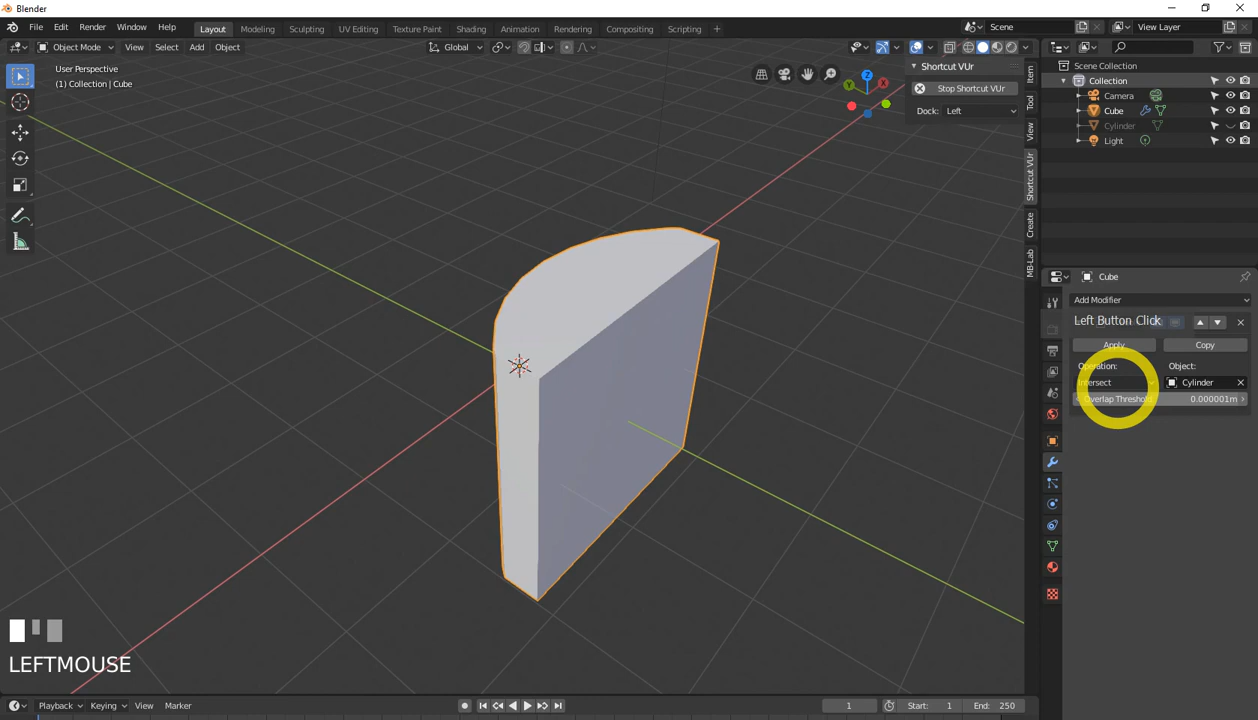 Blender
File Edit Render Window Help Layout Modeling Sculpting UV Editing Texture Paint Shading Animation Rendering Compositing Scripting + Scene View Layer
Object Mode View Select Add Object Global
User Perspective
(1) Collection | Cube
Shortcut VUr
Stop Shortcut VUr
Dock: Left
Item
Tool
View
Shortcut VUr
Create
MB-Lab
X
Y
Z
Scene Collection
Collection
Camera
Cube
Cylinder
Light
Cube
Add Modifier
Left Button Click
Apply Copy
Operation: Object:
Intersect Cylinder
Overlap Threshold 0.000001m
LEFTMOUSE
Playback Keying View Marker 1 Start: 1 End: 250